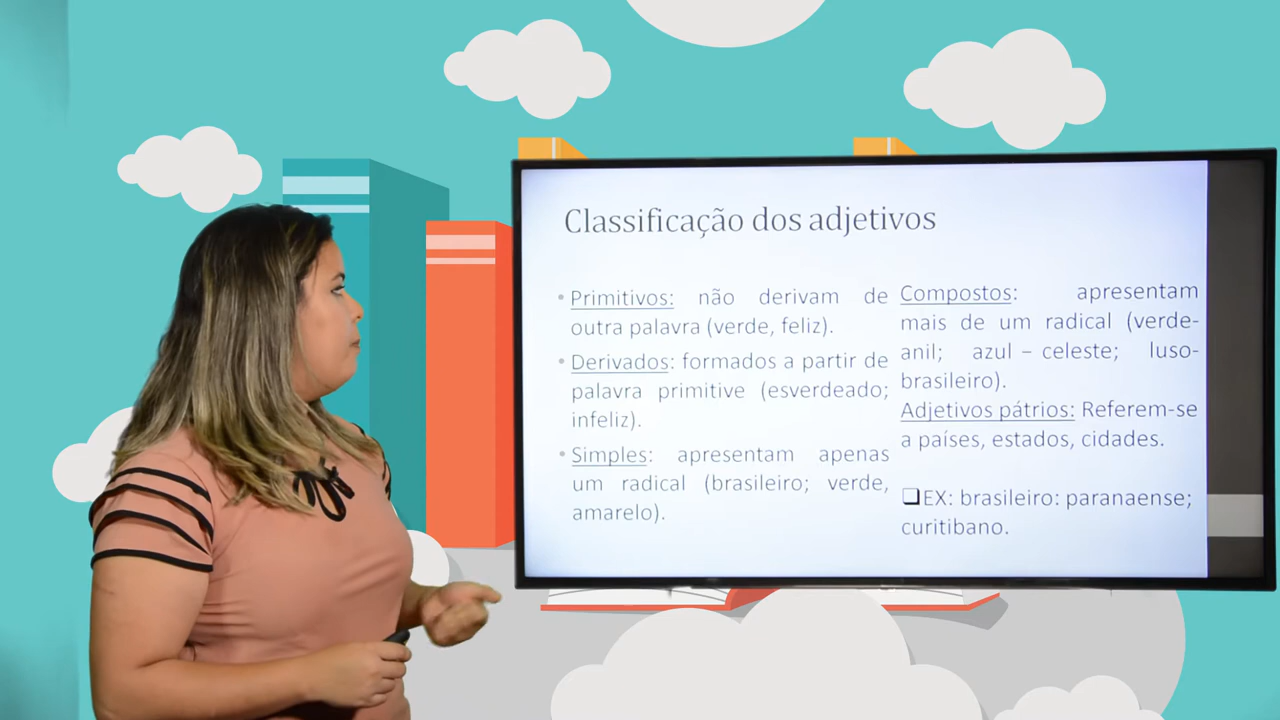 Classificação dos adjetivos
• Primitivos: não derivam de
outra palavra (verde, feliz).
• Derivados: formados a partir de
palavra primitive (esverdeado;
infeliz).
• Simples: apresentam apenas
um radical (brasileiro; verde,
amarelo).
Compostos: apresentam
mais de um radical (verde-
anil; azul – celeste; luso-
brasileiro).
Adjetivos pátrios: Referem-se
a países, estados, cidades.
❑EX: brasileiro: paranaense;
curitibano.